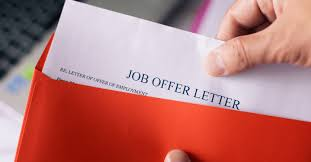 RE: LETTER OF OFFER OF EMPLOYMENT
JOB OFFER LETTER